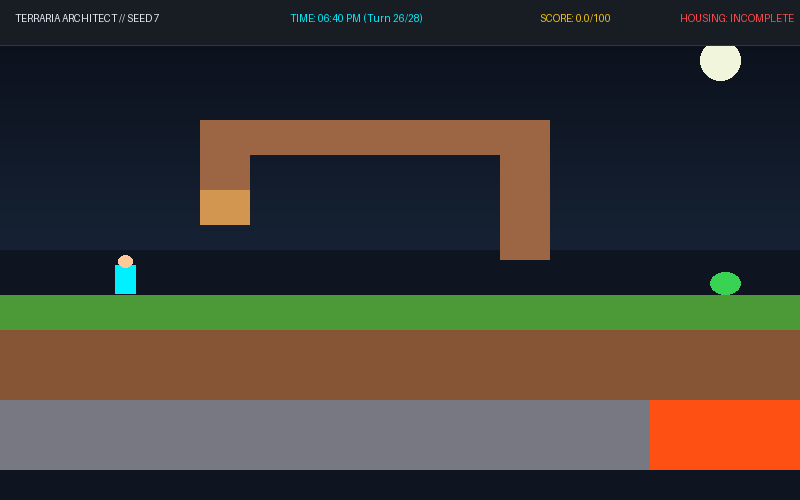 TERRARIA ARCHITECT // SEED 7
TIME: 06:40 PM (Turn 26/28)
SCORE: 0.0/100
HOUSING: INCOMPLETE